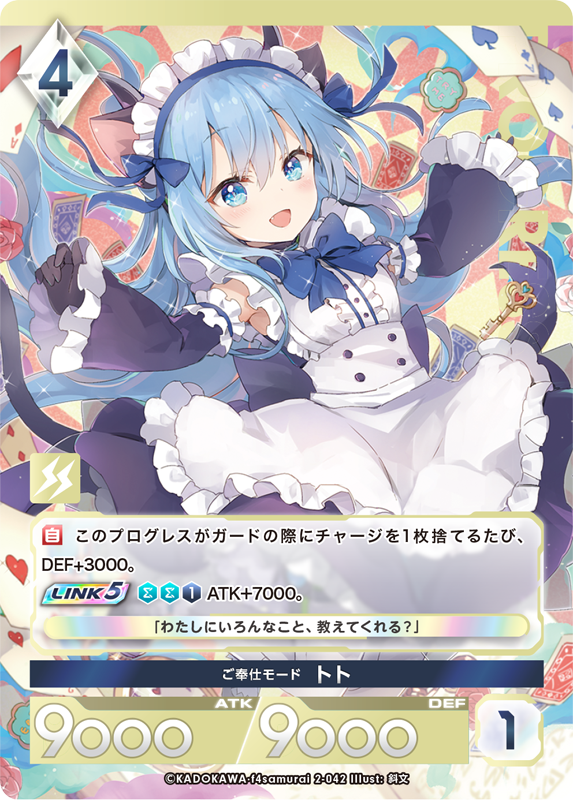 4
自 このプログレスがガードの際にチャージを1枚捨てるたび、
DEF+3000。
LINK 5 Σ Σ 1 ATK+7000。
「わたしにいろんなこと、教えてくれる?」
ご奉仕モード トト
ATK 9000 DEF 9000 1
©KADOKAWA・f4samurai 2-042 Illust: 斜文